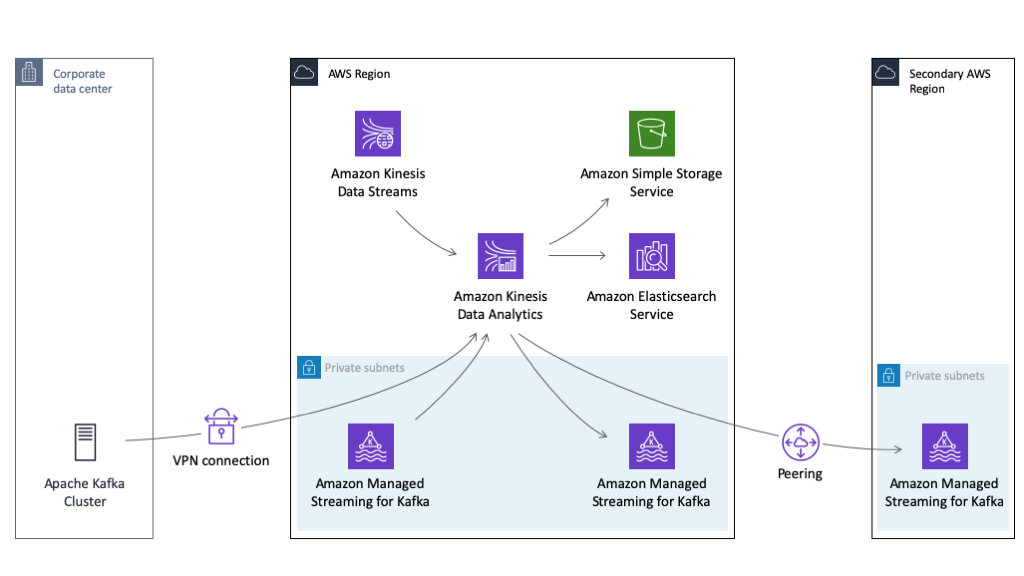 Corporate
data center
AWS Region
Secondary AWS
Region
Amazon Kinesis
Data Streams
Amazon Simple Storage
Service
Amazon Kinesis
Data Analytics
Amazon Elasticsearch
Service
Private subnets
Private subnets
Apache Kafka
Cluster
VPN connection
Amazon Managed
Streaming for Kafka
Amazon Managed
Streaming for Kafka
Peering
Amazon Managed
Streaming for Kafka